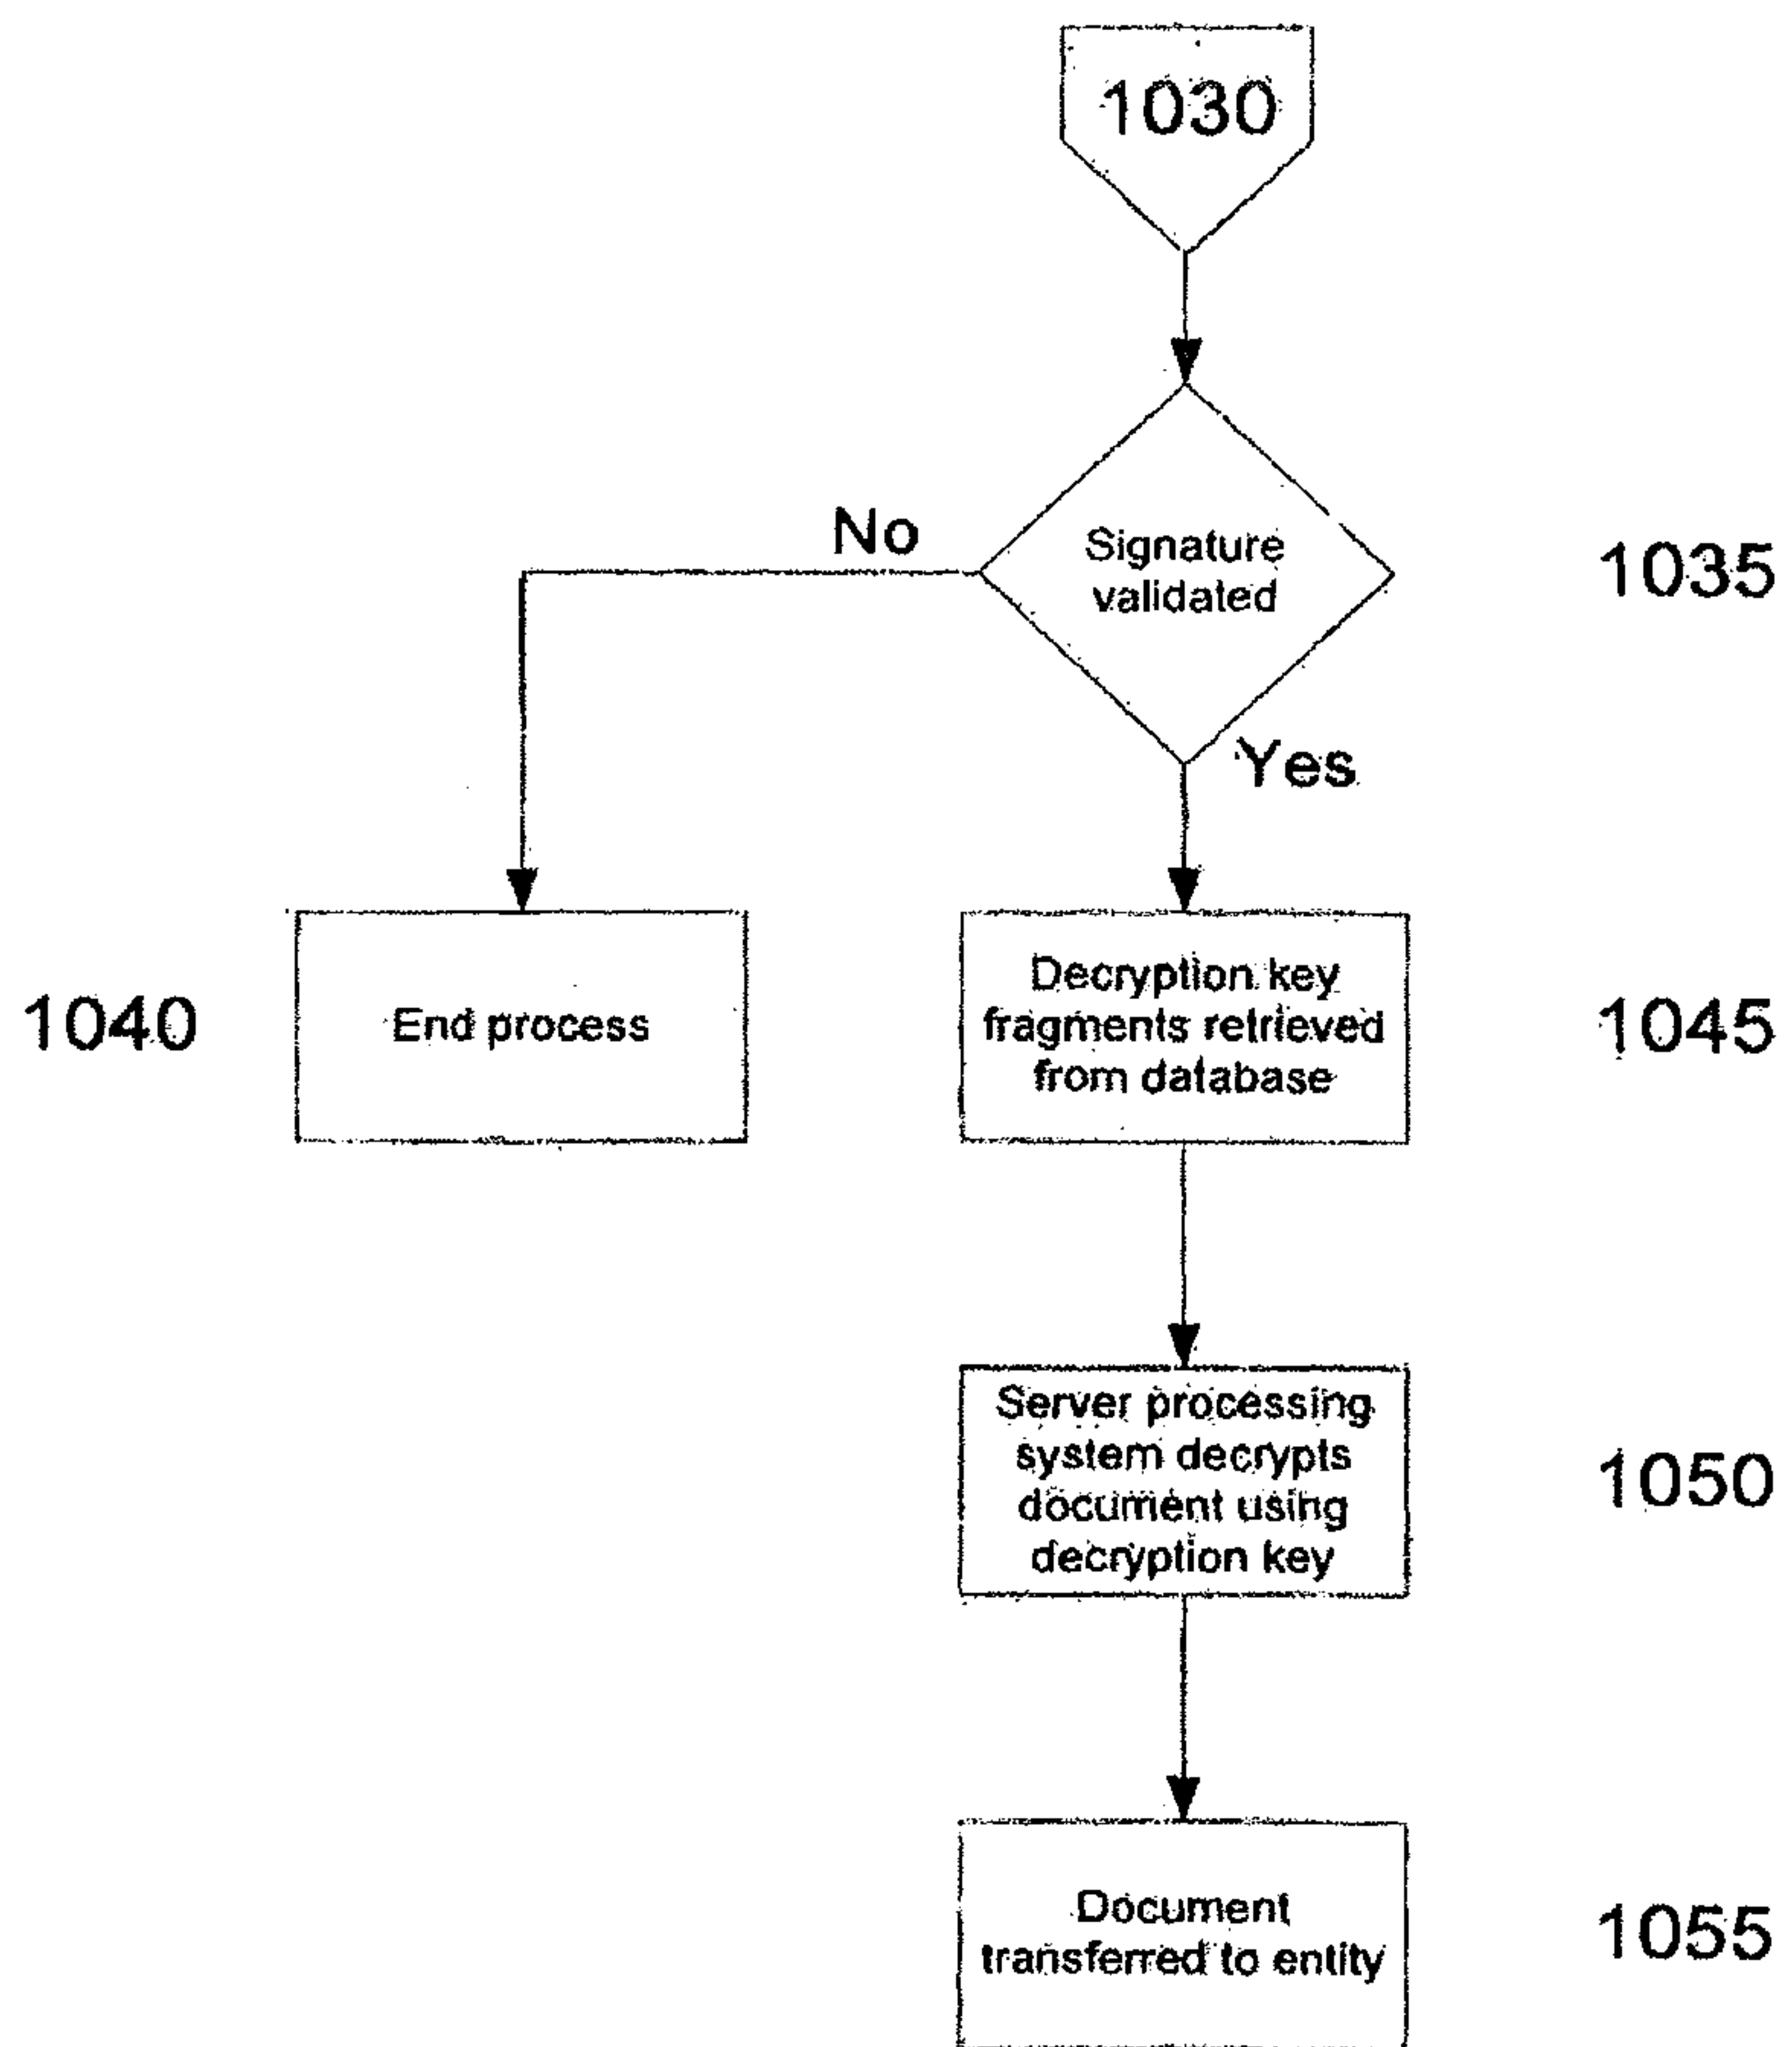 1030
Signature
validated
1035
No
Yes
1040
End process
Decryption key
fragments retrieved
from database
1045
Server processing
system decrypts
document using
decryption key
1050
Document
transferred to entity
1055